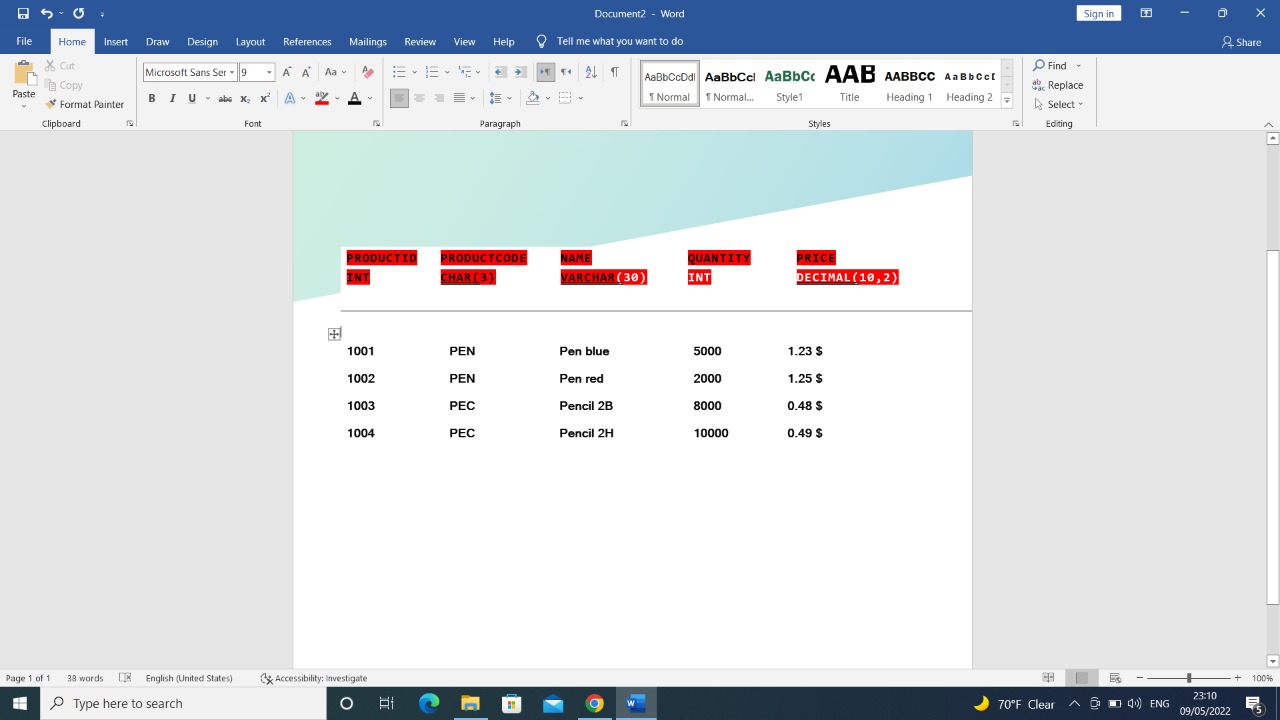 Document2 - Word
Sign in
File Home Insert Draw Design Layout References Mailings Review View Help Tell me what you want to do Share
Paste
Cut
Copy
Format Painter
Microsoft Sans Ser 9 Aa
B I U abc x2 x2 A A
AaBbCcDdI AaBbCcI AaBbCc AAB AABBCC AaBbCcI
¶ Normal ¶ Normal... Style1 Title Heading 1 Heading 2
Find
Replace
Select
Clipboard Font Paragraph Styles Editing
PRODUCTID PRODUCTCODE NAME QUANTITY PRICE
INT CHAR(3) VARCHAR(30) INT DECIMAL(10,2)
1001 PEN Pen blue 5000 1.23 $
1002 PEN Pen red 2000 1.25 $
1003 PEC Pencil 2B 8000 0.48 $
1004 PEC Pencil 2H 10000 0.49 $
Page 1 of 1 38 words English (United States) Accessibility: Investigate 100%
Type here to search
70°F Clear ENG
23:10
09/05/2022
5